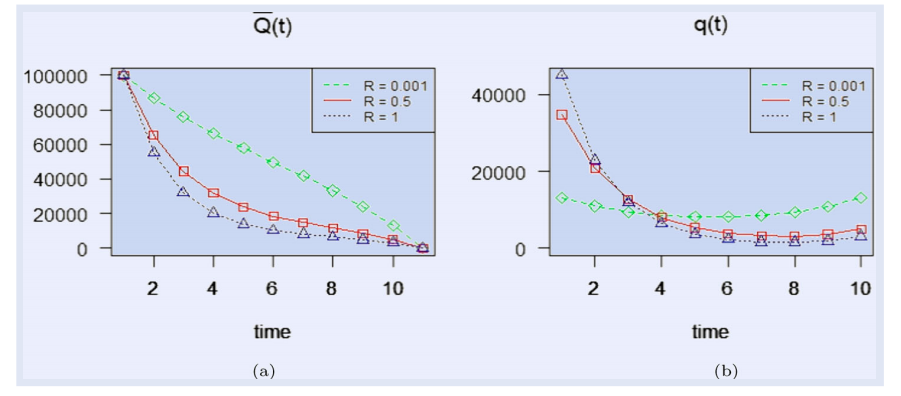 Q̅(t)
100000
80000
60000
40000
20000
0
R = 0.001
R = 0.5
R = 1
2 4 6 8 10
time
(a)
q(t)
40000
20000
0
R = 0.001
R = 0.5
R = 1
2 4 6 8 10
time
(b)